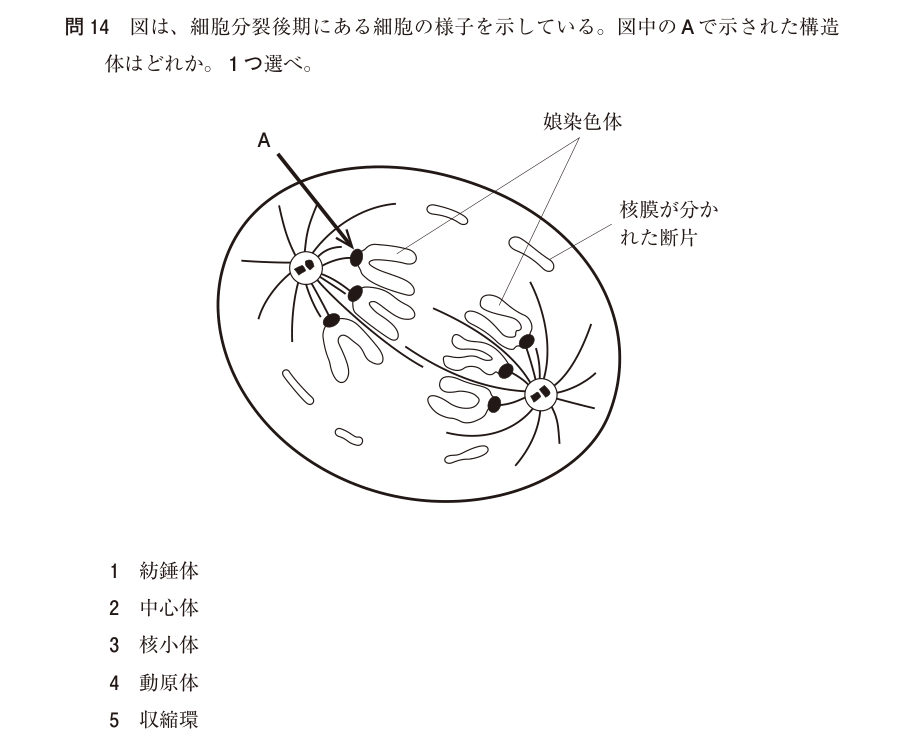 問 14　図は、細胞分裂後期にある細胞の様子を示している。図中の A で示された構造
体はどれか。 1 つ選べ。
A
娘染色体
核膜が分か
れた断片
1　紡錘体
2　中心体
3　核小体
4　動原体
5　収縮環